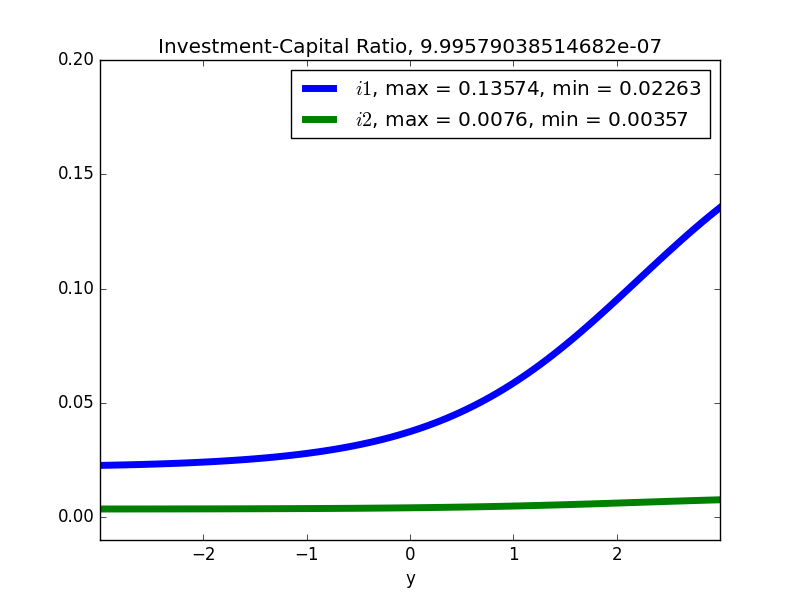 Investment-Capital Ratio, 9.99579038514682e-07
i1, max = 0.13574, min = 0.02263
i2, max = 0.0076, min = 0.00357
0.20
0.15
0.10
0.05
0.00
−2 −1 0 1 2
y